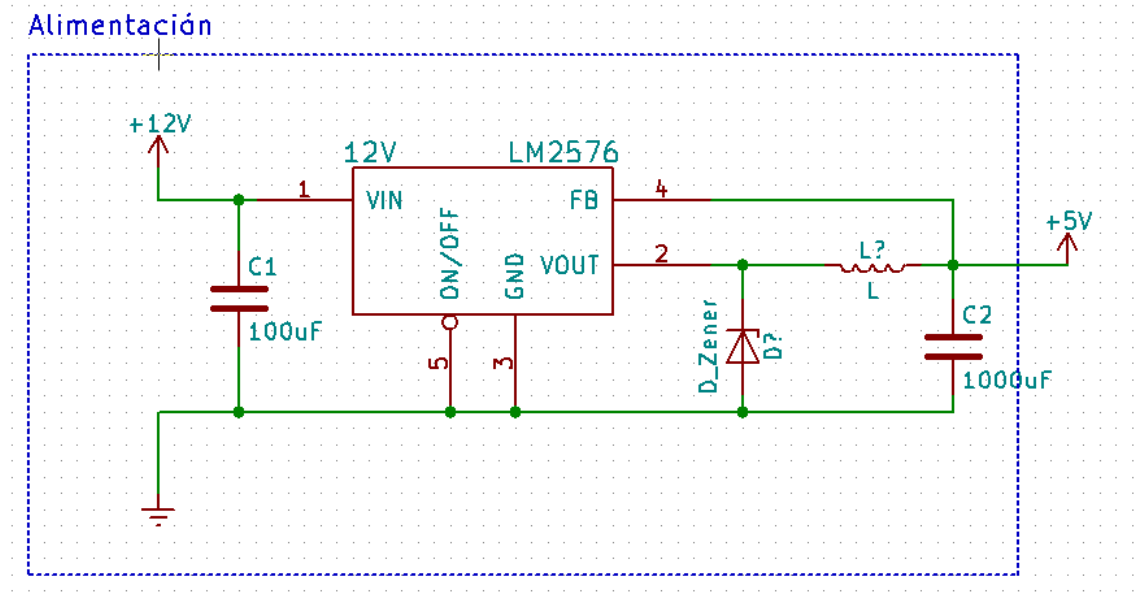 Alimentación
+12V
12V LM2576
1
VIN
FB
4
ON/OFF
GND
VOUT
2
5
3
C1
100uF
D_Zener
D?
L?
L
+5V
C2
1000uF